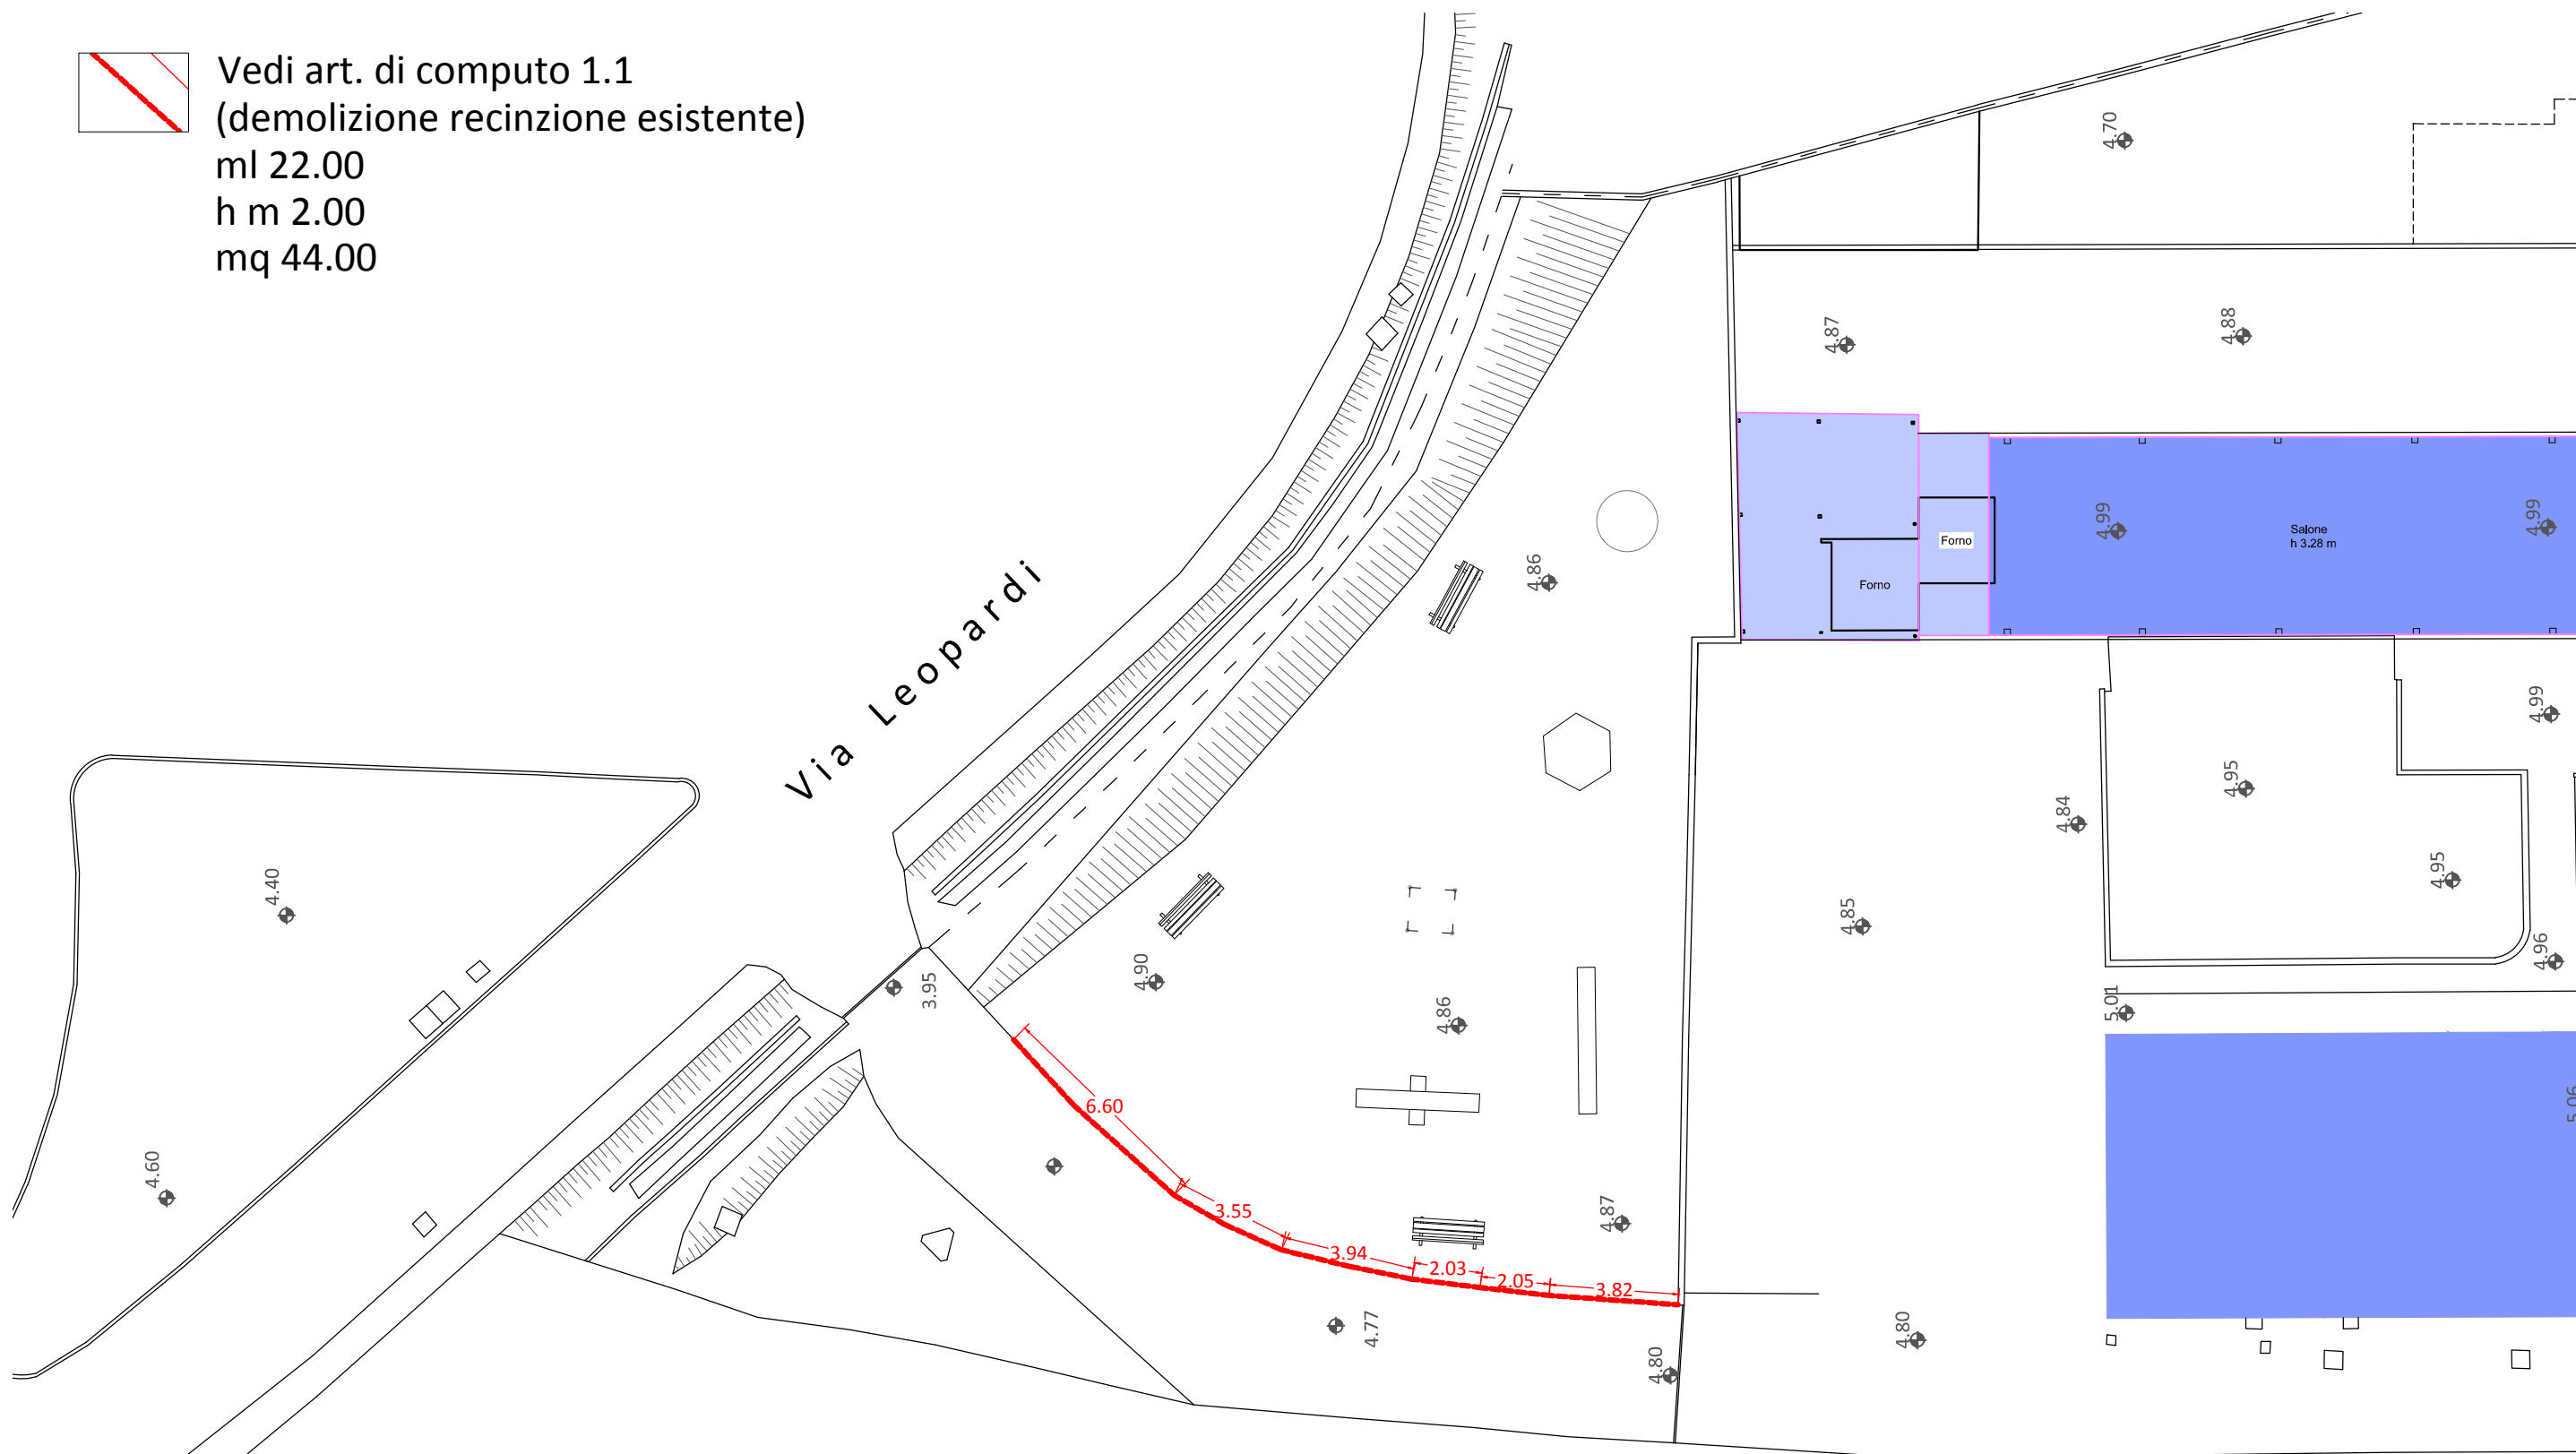 Vedi art. di computo 1.1
(demolizione recinzione esistente)
ml 22.00
h m 2.00
mq 44.00
4.70
4.87
4.88
4.99
Salone
h 3.28 m
4.99
Forno
Forno
4.86
Via Leopardi
4.99
4.95
4.84
4.95
4.40
4.85
4.96
4.90
3.95
5.01
4.86
6.60
5.06
4.60
3.55
4.87
3.94
2.03
2.05
3.82
4.77
4.80
4.80